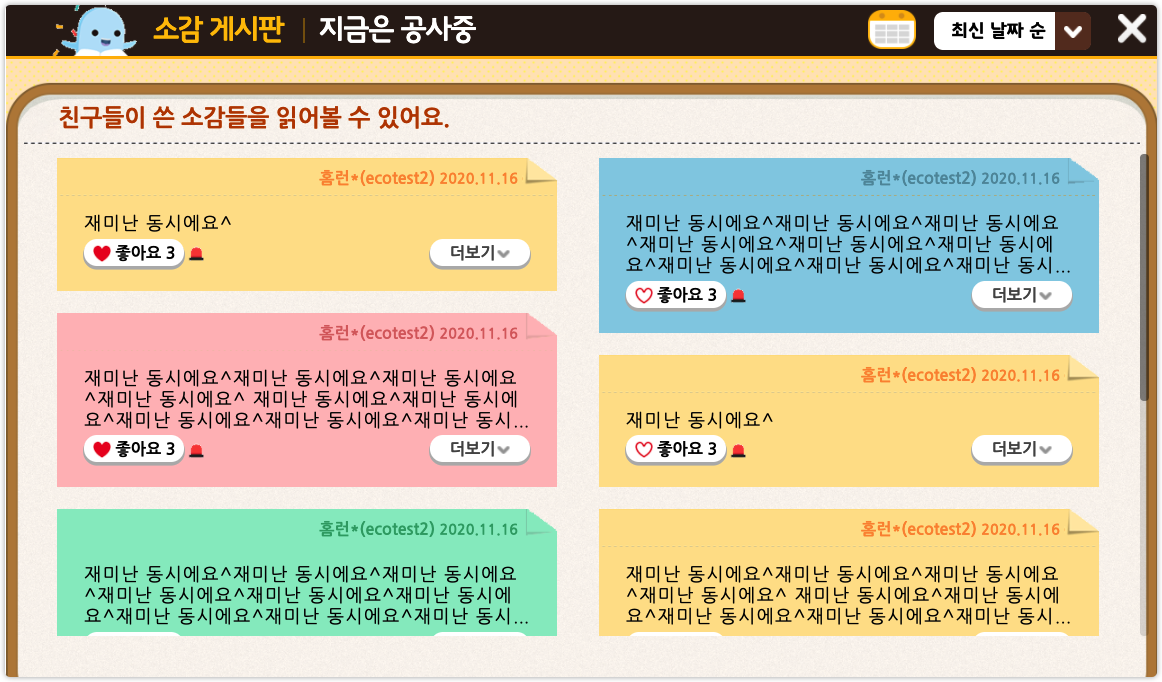 소감 게시판 | 지금은 공사중
최신 날짜 순
친구들이 쓴 소감들을 읽어볼 수 있어요.
홈런*(ecotest2) 2020.11.16
재미난 동시에요^
좋아요 3
더보기
홈런*(ecotest2) 2020.11.16
재미난 동시에요^재미난 동시에요^재미난 동시에요
^재미난 동시에요^재미난 동시에요^재미난 동시에
요^재미난 동시에요^재미난 동시에요^재미난 동시...
좋아요 3
더보기
홈런*(ecotest2) 2020.11.16
재미난 동시에요^재미난 동시에요^재미난 동시에요
^재미난 동시에요^ 재미난 동시에요^재미난 동시에
요^재미난 동시에요^재미난 동시에요^재미난 동시...
좋아요 3
더보기
홈런*(ecotest2) 2020.11.16
재미난 동시에요^
좋아요 3
더보기
홈런*(ecotest2) 2020.11.16
재미난 동시에요^재미난 동시에요^재미난 동시에요
^재미난 동시에요^재미난 동시에요^재미난 동시에
요^재미난 동시에요^재미난 동시에요^재미난 동시...
홈런*(ecotest2) 2020.11.16
재미난 동시에요^재미난 동시에요^재미난 동시에요
^재미난 동시에요^ 재미난 동시에요^재미난 동시에
요^재미난 동시에요^재미난 동시에요^재미난 동시...